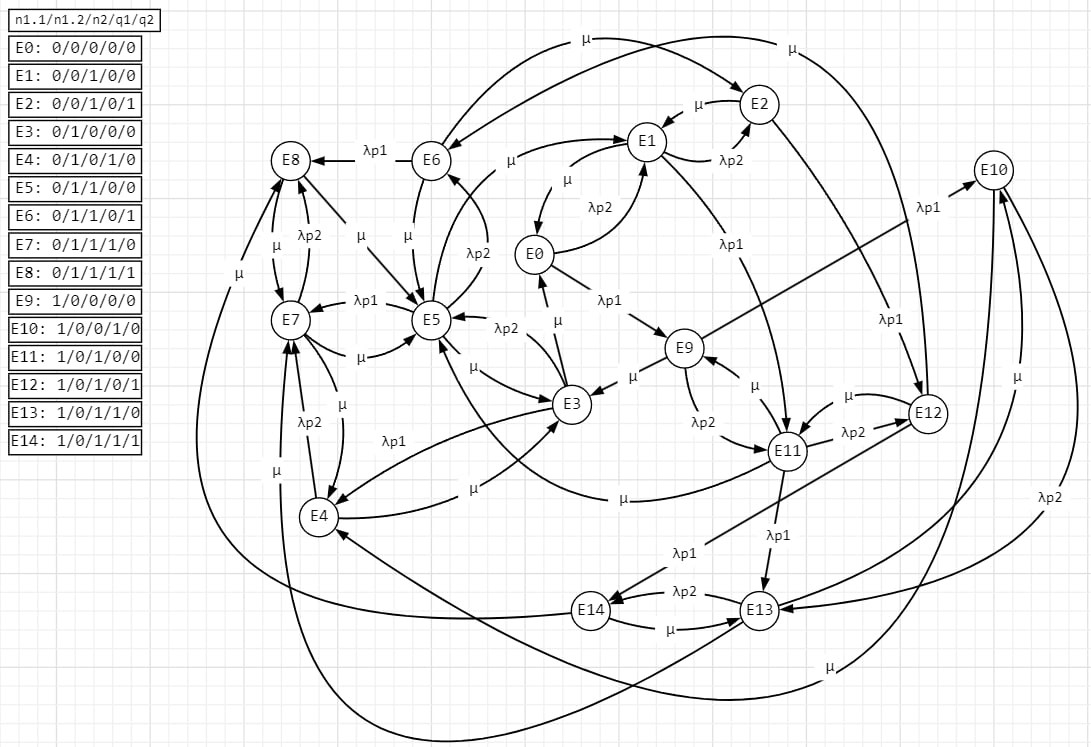 n1.1/n1.2/n2/q1/q2
E0: 0/0/0/0/0
E1: 0/0/1/0/0
E2: 0/0/1/0/1
E3: 0/1/0/0/0
E4: 0/1/0/1/0
E5: 0/1/1/0/0
E6: 0/1/1/0/1
E7: 0/1/1/1/0
E8: 0/1/1/1/1
E9: 1/0/0/0/0
E10: 1/0/0/1/0
E11: 1/0/1/0/0
E12: 1/0/1/0/1
E13: 1/0/1/1/0
E14: 1/0/1/1/1
μ
μ
E2
μ
E1
λp2
E8
λp1
E6
μ
E10
μ
λp2
λp1
μ
λp2
μ
μ
λp2
λp1
E0
μ
λp1
λp1
E7
E5
μ
λp2
λp1
μ
E9
μ
μ
μ
μ
μ
E3
μ
λp2
μ
λp2
E12
λp1
E11
λp2
μ
μ
μ
λp2
E4
λp1
λp1
λp2
E14
E13
μ
μ